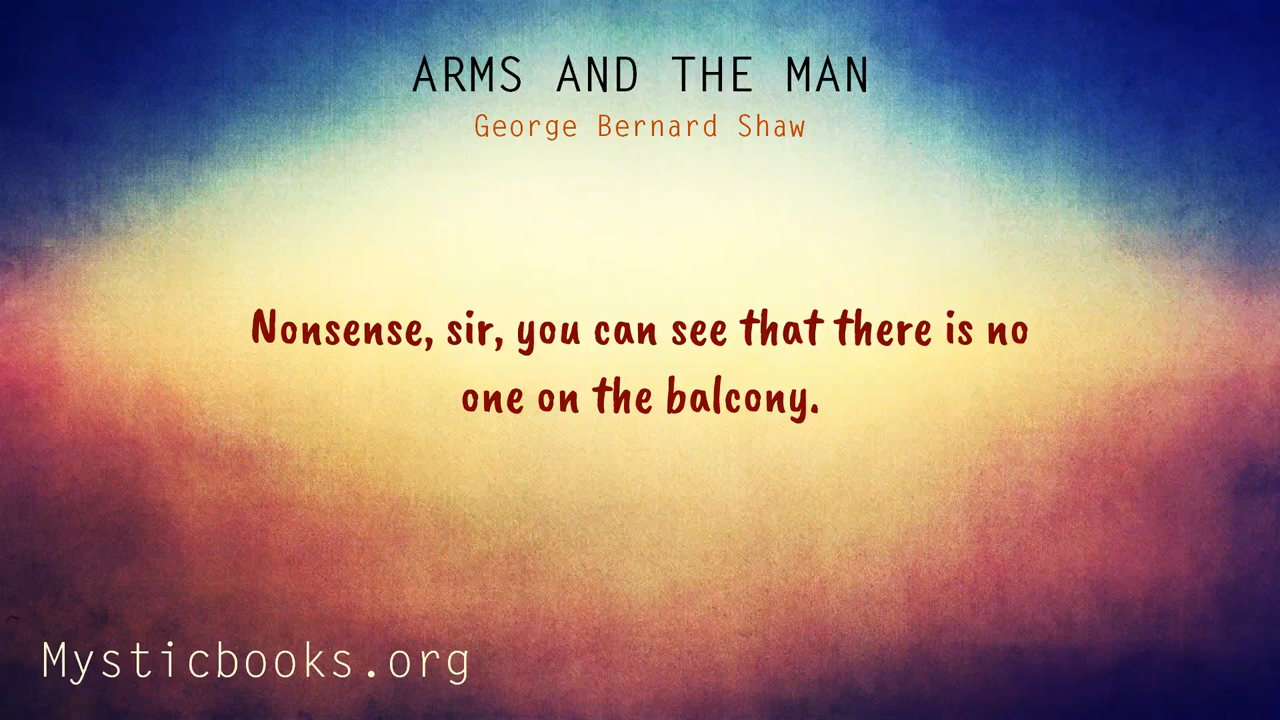 ARMS AND THE MAN
George Bernard Shaw
Nonsense, sir, you can see that there is no
one on the balcony.
Mysticbooks.org